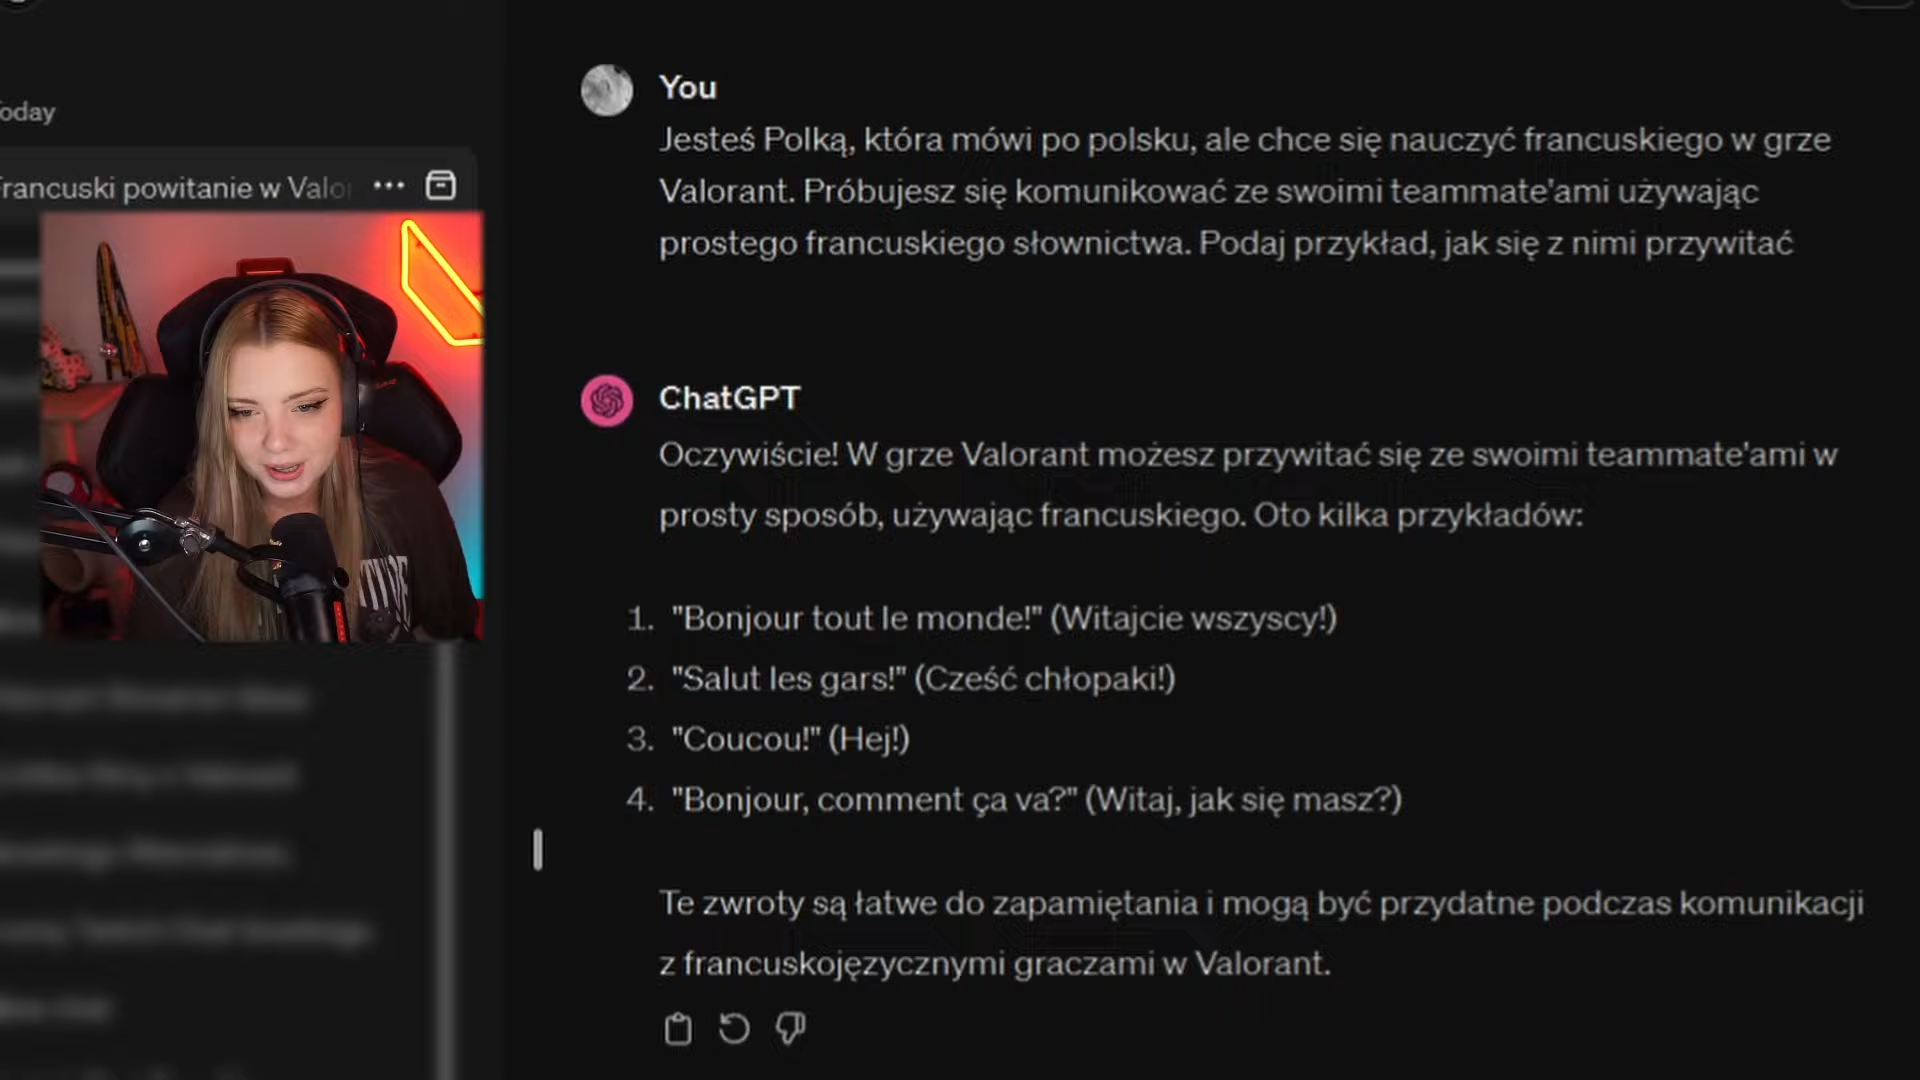 Today
Francuski powitanie w Valo
You
Jesteś Polką, która mówi po polsku, ale chce się nauczyć francuskiego w grze
Valorant. Próbujesz się komunikować ze swoimi teammate'ami używając
prostego francuskiego słownictwa. Podaj przykład, jak się z nimi przywitać
ChatGPT
Oczywiście! W grze Valorant możesz przywitać się ze swoimi teammate'ami w
prosty sposób, używając francuskiego. Oto kilka przykładów:
1. "Bonjour tout le monde!" (Witajcie wszyscy!)
2. "Salut les gars!" (Cześć chłopaki!)
3. "Coucou!" (Hej!)
4. "Bonjour, comment ça va?" (Witaj, jak się masz?)
Te zwroty są łatwe do zapamiętania i mogą być przydatne podczas komunikacji
z francuskojęzycznymi graczami w Valorant.